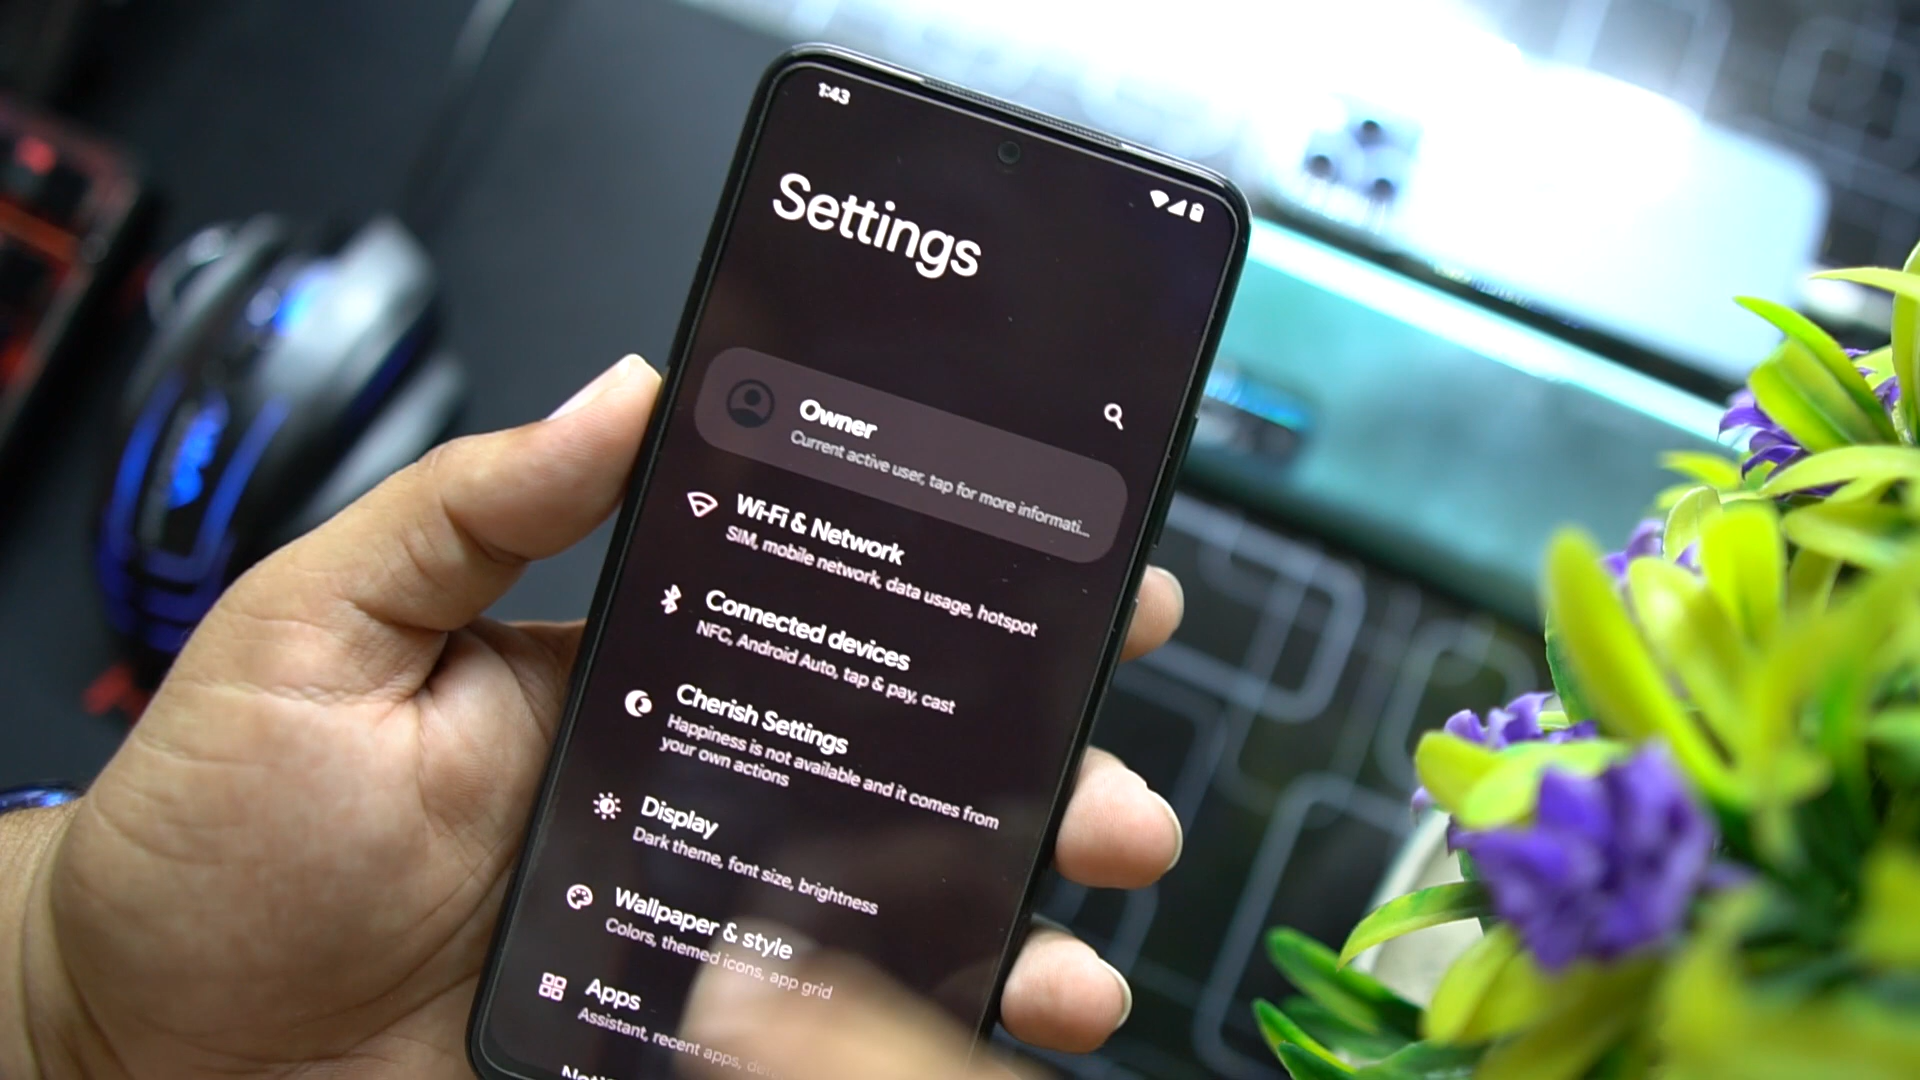 1:43
Settings
Owner
Current active user, tap for more informati...
Wi-Fi & Network
SIM, mobile network, data usage, hotspot
Connected devices
NFC, Android Auto, tap & pay, cast
Cherish Settings
Happiness is not available and it comes from
your own actions
Display
Dark theme, font size, brightness
Wallpaper & style
Colors, themed icons, app grid
Apps
Assistant, recent apps,